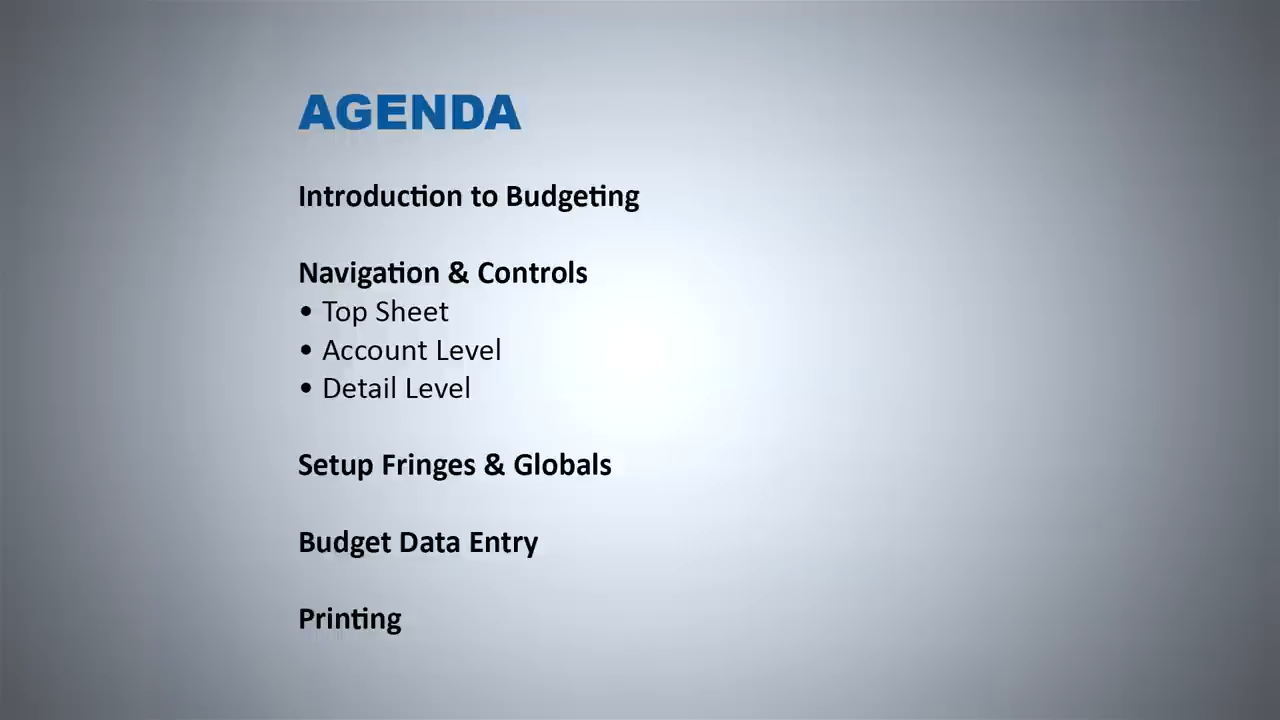 AGENDA
Introduction to Budgeting
Navigation & Controls
• Top Sheet
• Account Level
• Detail Level
Setup Fringes & Globals
Budget Data Entry
Printing